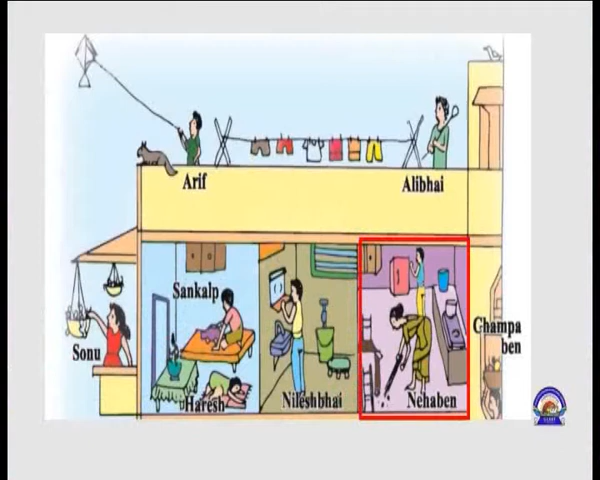 Arif
Alibhai
Sankalp
Sonu
Champa
ben
Haresh
Nileshbhai
Nehaben